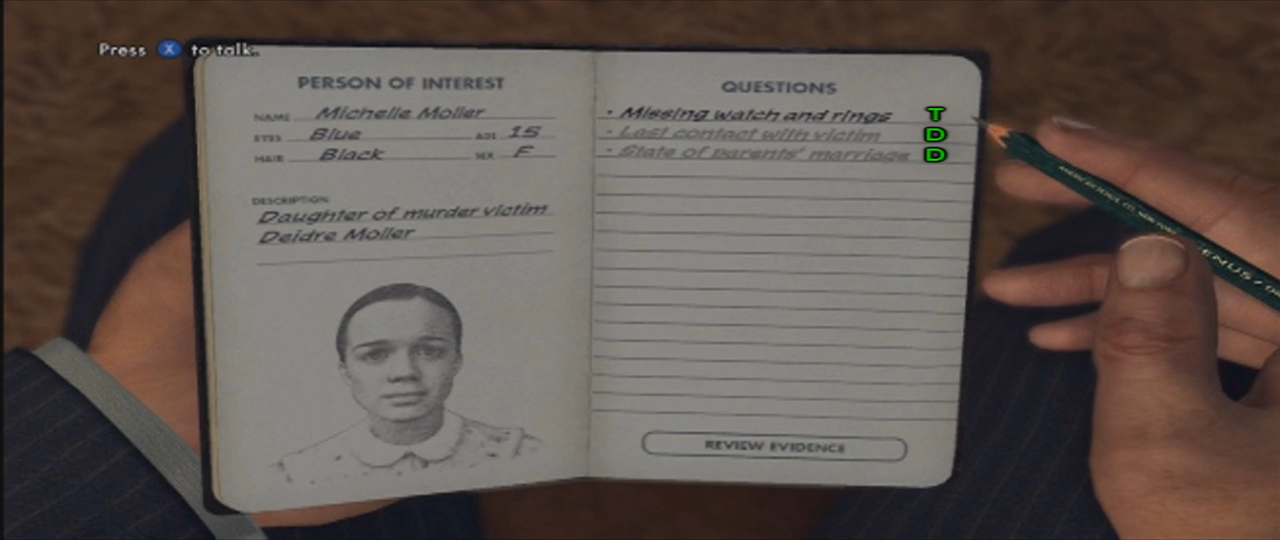 Press X to talk.
PERSON OF INTEREST
NAME Michelle Moller
EYES Blue AGE 15
HAIR Black SEX F
DESCRIPTION
Daughter of murder victim
Deidre Moller
QUESTIONS
• Missing watch and rings T
• Last contact with victim D
• State of parents' marriage D
REVIEW EVIDENCE
VENUS